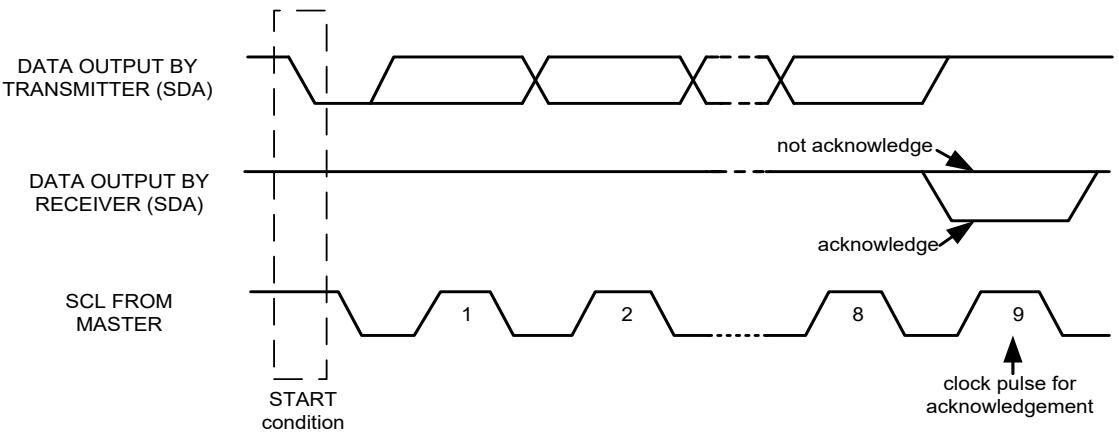 DATA OUTPUT BY
TRANSMITTER (SDA)
not acknowledge
DATA OUTPUT BY
RECEIVER (SDA)
acknowledge
SCL FROM
MASTER
1
2
8
9
START
condition
clock pulse for
acknowledgement